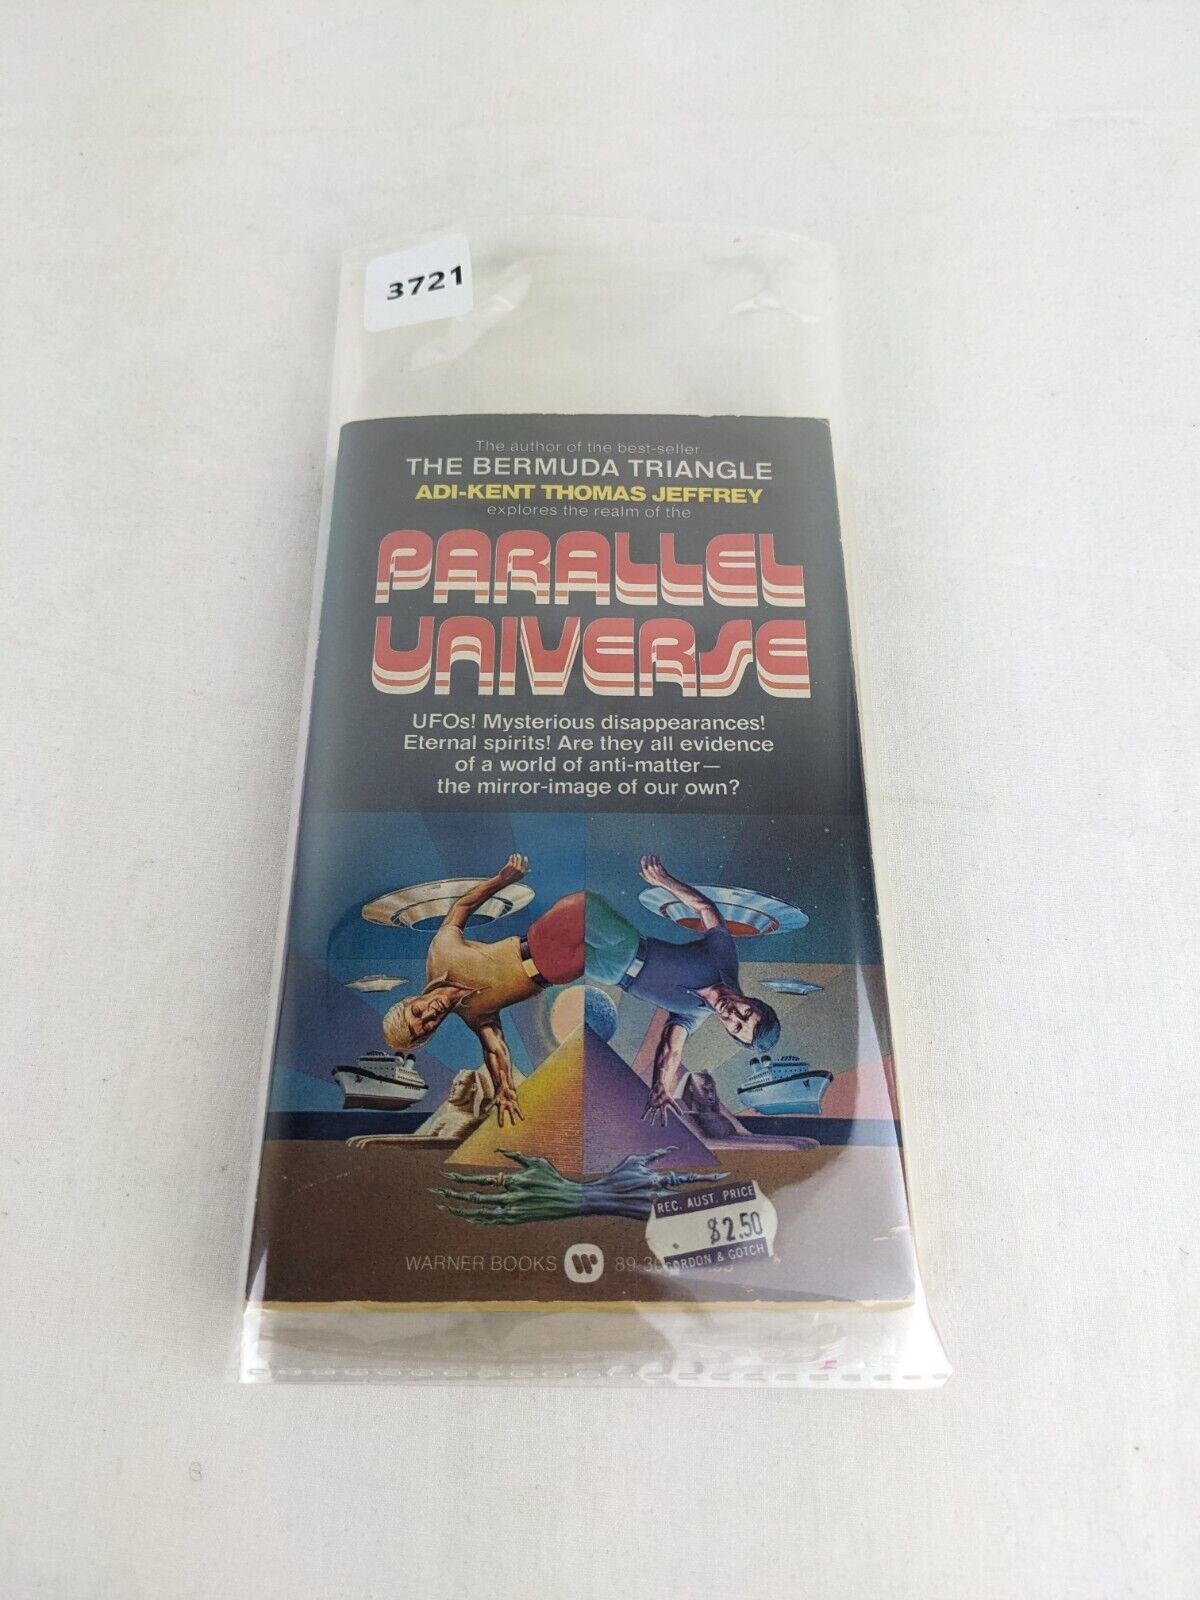 3721
The author of the best-seller
THE BERMUDA TRIANGLE
ADI-KENT THOMAS JEFFREY
explores the realm of the
PARALLEL
UNIVERSE
UFOs! Mysterious disappearances!
Eternal spirits! Are they all evidence
of a world of anti-matter—
the mirror-image of our own?
REC. AUST. PRICE
$2.50
GORDON & GOTCH
WARNER BOOKS W 89